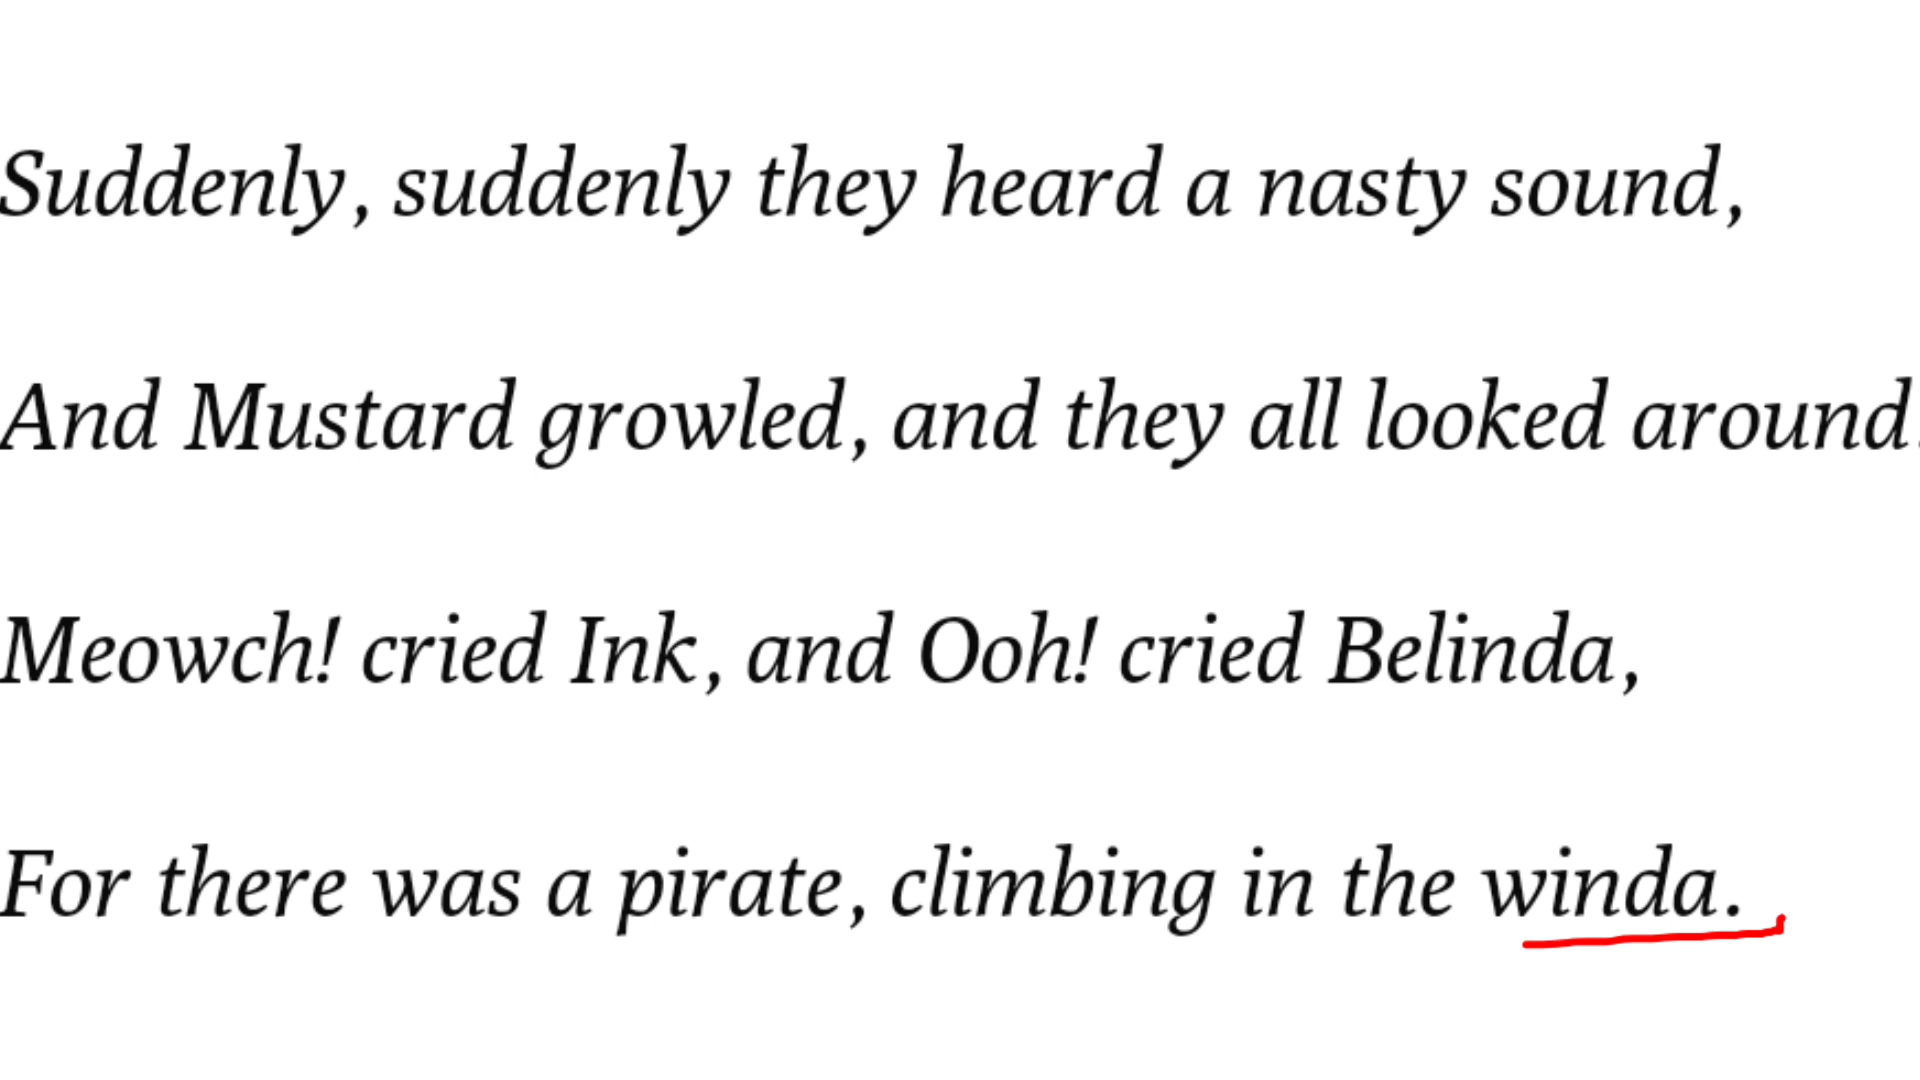 Suddenly, suddenly they heard a nasty sound,
And Mustard growled, and they all looked around.
Meowch! cried Ink, and Ooh! cried Belinda,
For there was a pirate, climbing in the winda.